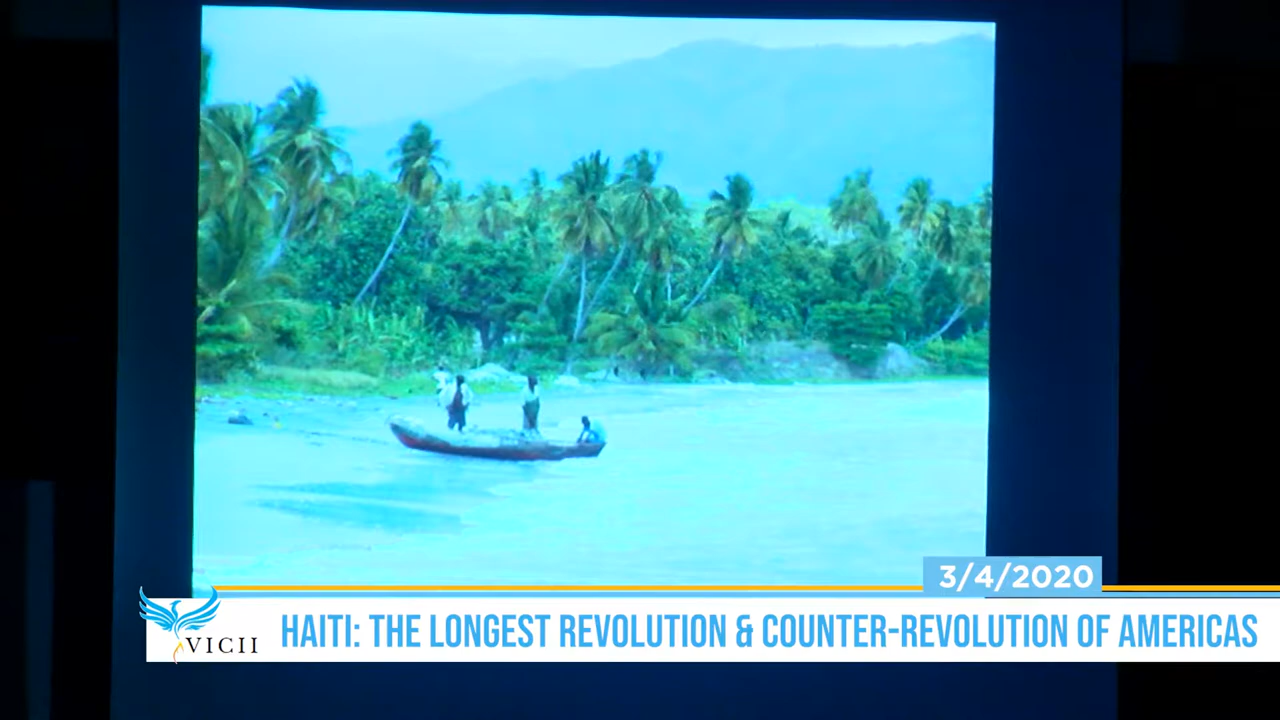 3/4/2020
VICII
HAITI: THE LONGEST REVOLUTION & COUNTER-REVOLUTION OF AMERICAS